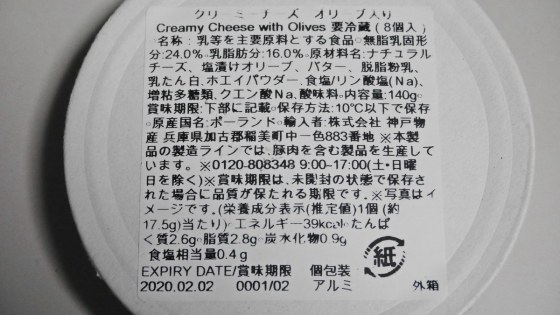 クリーミーチーズ オリーブ入り
Creamy Cheese with Olives 要冷蔵（8個入）
名称：乳等を主要原料とする食品○無脂乳固形
分:24.0%○乳脂肪分:16.0%○原材料名:ナチュラル
チーズ、塩漬けオリーブ、バター、脱脂粉乳、
乳たん白、ホエイパウダー、食塩/リン酸塩(Na)、
増粘多糖類、クエン酸Na、酸味料○内容量:140g○
賞味期限:下部に記載○保存方法:10℃以下で保存
○原産国名:ポーランド○輸入者:株式会社 神戸物
産 兵庫県加古郡稲美町中一色883番地 ※本製
品の製造ラインでは､豚肉を含む製品を生産して
います。 ※0120-808348 9:00~17:00(土･日曜
日を除く)※賞味期限は、未開封の状態で保存さ
れた場合に品質が保たれる期限です。※写真はイ
メージです。(栄養成分表示(推定値)1個 (約
17.5g)当たり) エネルギー39kcal○たんぱ
く質2.6g○脂質2.8g○炭水化物0.9g
食塩相当量0.4ｇ
紙
EXPIRY DATE/賞味期限 個包装
2020.02.02 0001/02 アルミ 外箱